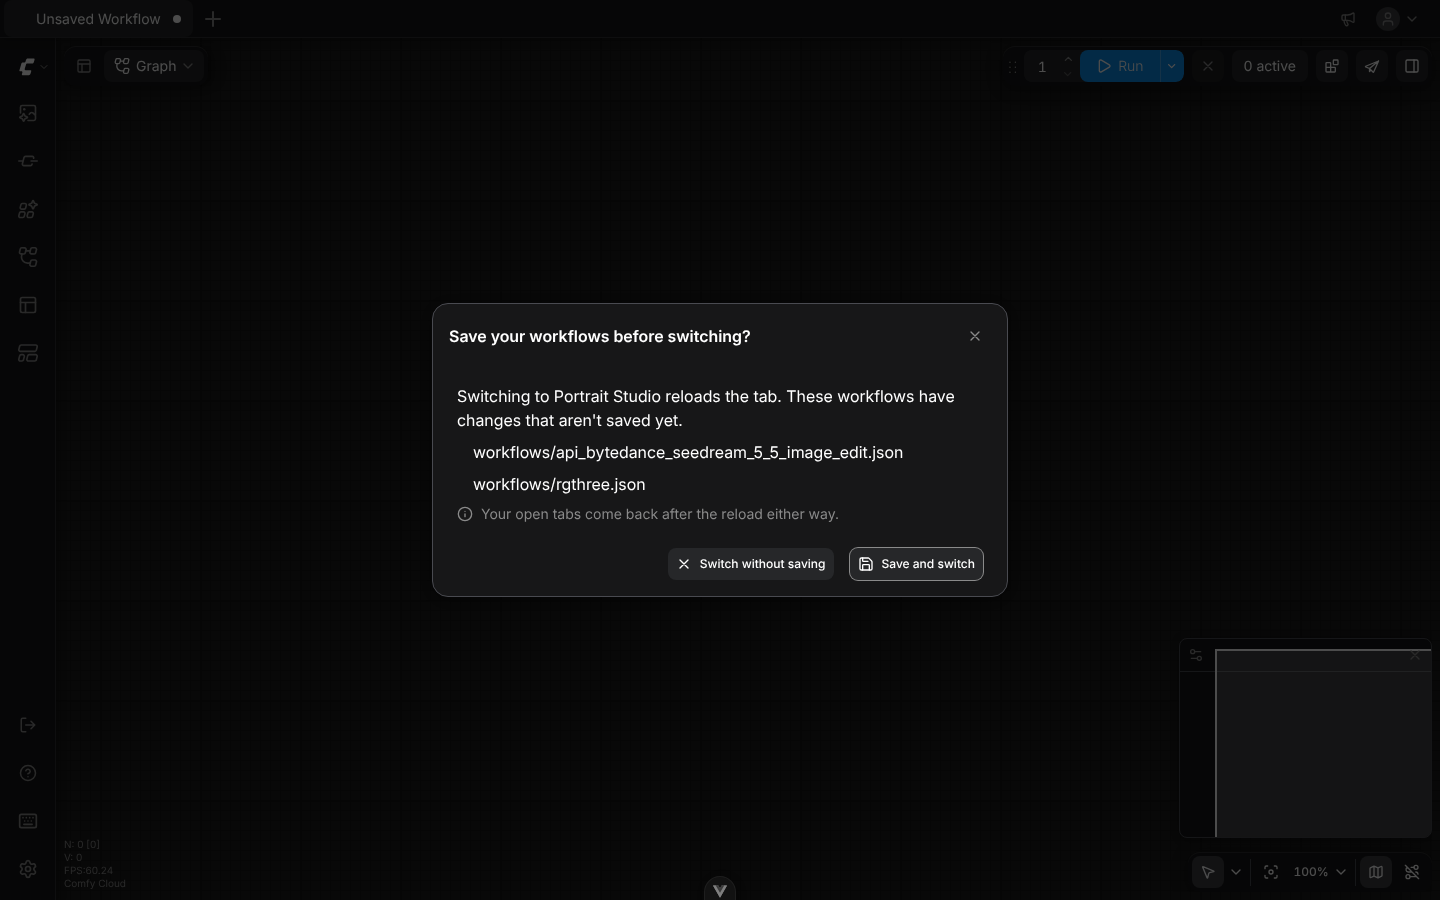 Unsaved Workflow
Graph
1
Run
0 active
Save your workflows before switching?
Switching to Portrait Studio reloads the tab. These workflows have
changes that aren't saved yet.
workflows/api_bytedance_seedream_5_5_image_edit.json
workflows/rgthree.json
Your open tabs come back after the reload either way.
Switch without saving
Save and switch
N: 0 [0]
V: 0
FPS:60.24
Comfy Cloud
100%